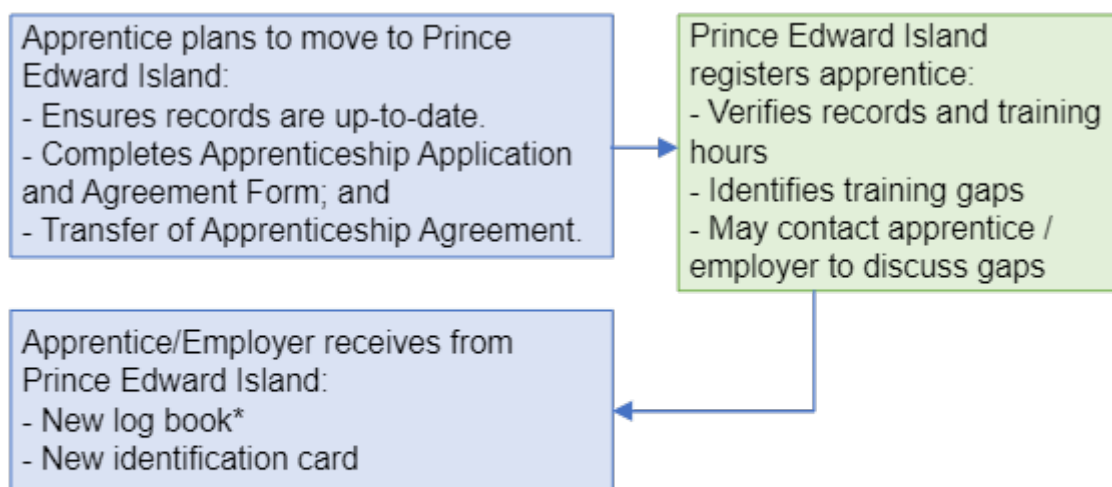 Apprentice plans to move to Prince
Edward Island:
- Ensures records are up-to-date.
- Completes Apprenticeship Application
and Agreement Form; and
- Transfer of Apprenticeship Agreement.
Prince Edward Island
registers apprentice:
- Verifies records and training
hours
- Identifies training gaps
- May contact apprentice /
employer to discuss gaps
Apprentice/Employer receives from
Prince Edward Island:
- New log book*
- New identification card